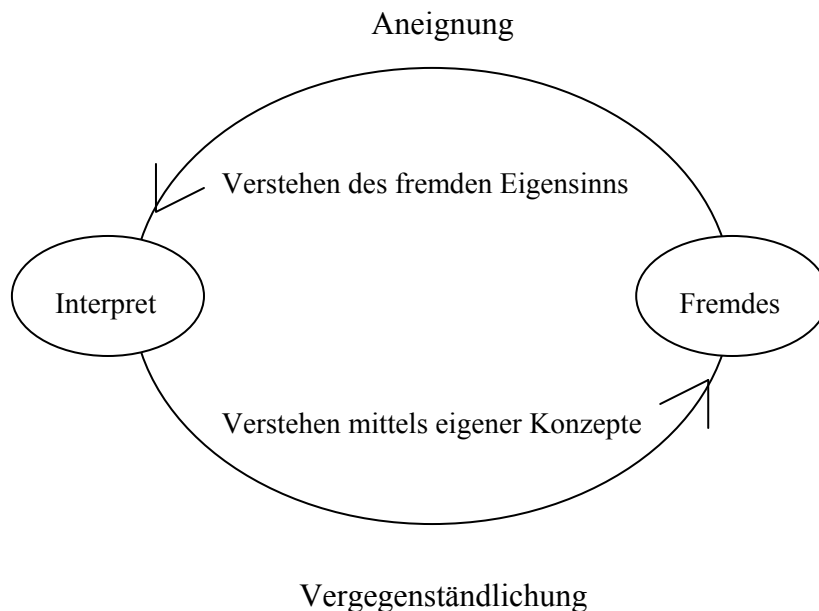 Aneignung
Verstehen des fremden Eigensinns
Interpret
Fremdes
Verstehen mittels eigener Konzepte
Vergegenständlichung